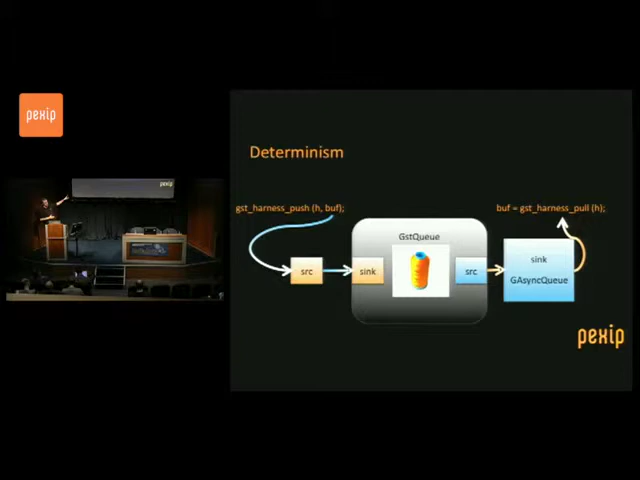 pexip
pexip
Determinism
gst_harness_push (h, buf);
buf = gst_harness_pull (h);
GstQueue
src
sink
src
sink
GAsyncQueue
pexip